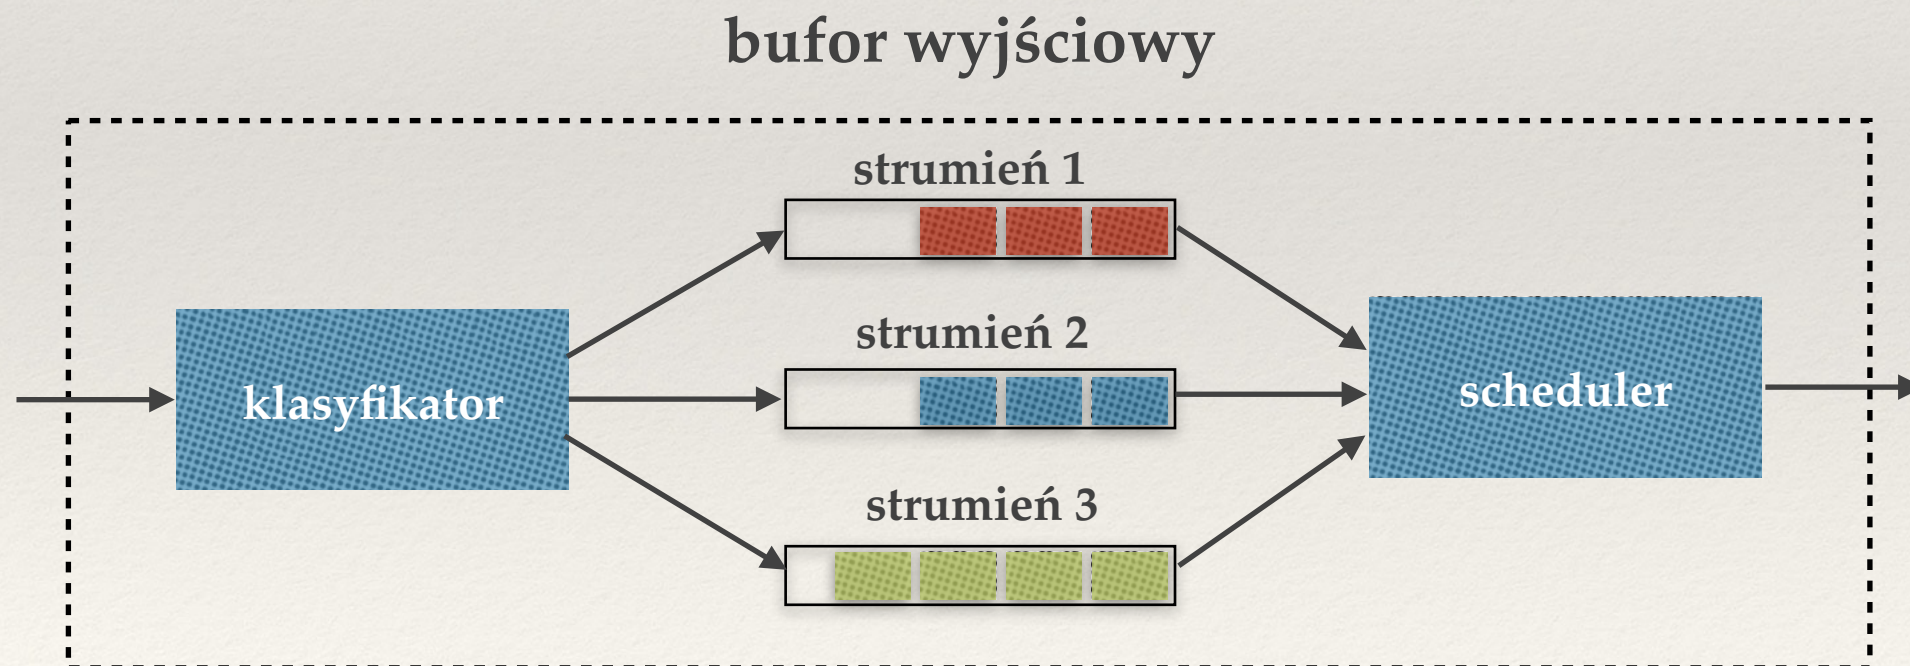 bufor wyjściowy
strumień 1
strumień 2
klasyfikator
scheduler
strumień 3